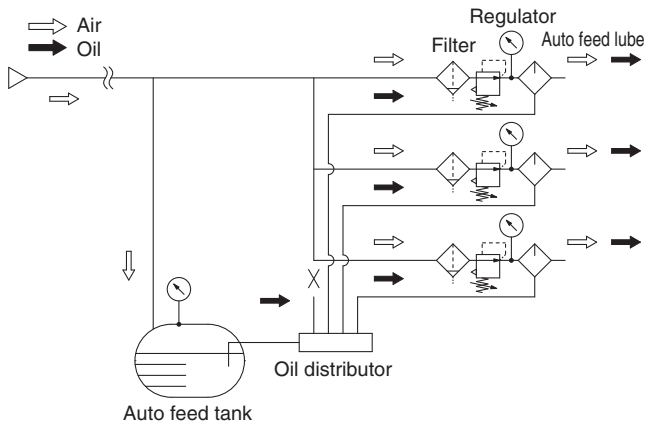 Air
Oil
Regulator
Filter
Auto feed lube
Oil distributor
Auto feed tank